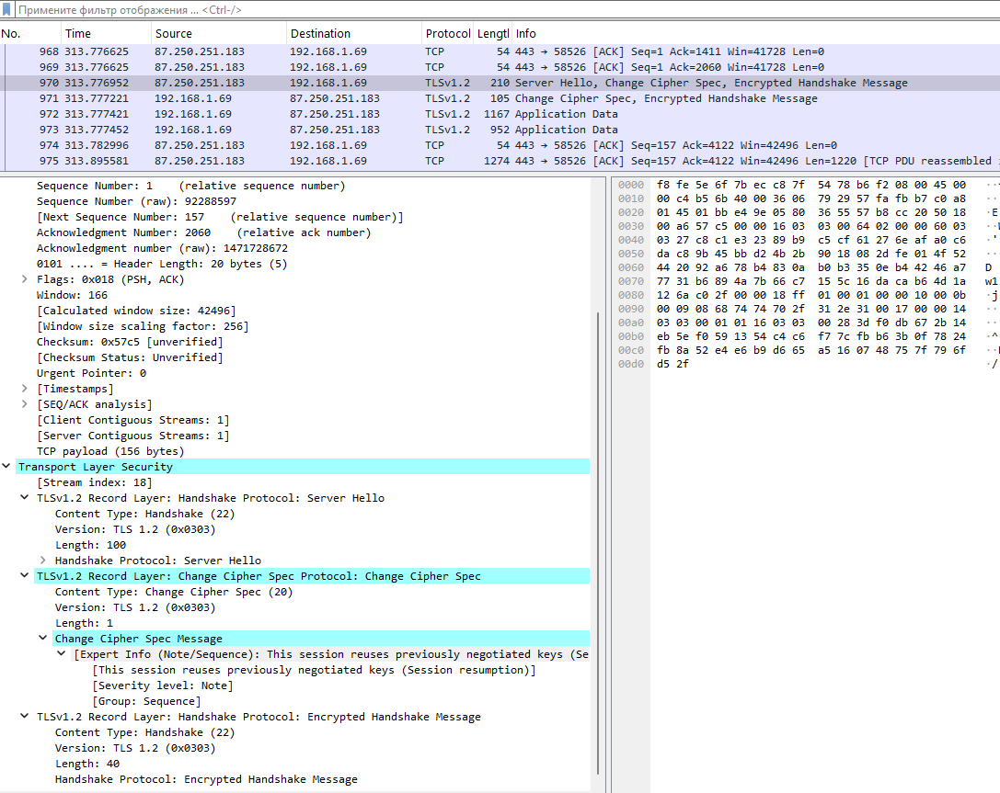 Примените фильтр отображения ... <Ctrl-/>
No. Time Source Destination Protocol Lengtl Info
968 313.776625 87.250.251.183 192.168.1.69 TCP 54 443 → 58526 [ACK] Seq=1 Ack=1411 Win=41728 Len=0
969 313.776625 87.250.251.183 192.168.1.69 TCP 54 443 → 58526 [ACK] Seq=1 Ack=2060 Win=41728 Len=0
970 313.776952 87.250.251.183 192.168.1.69 TLSv1.2 210 Server Hello, Change Cipher Spec, Encrypted Handshake Message
971 313.777221 192.168.1.69 87.250.251.183 TLSv1.2 105 Change Cipher Spec, Encrypted Handshake Message
972 313.777421 192.168.1.69 87.250.251.183 TLSv1.2 1167 Application Data
973 313.777452 192.168.1.69 87.250.251.183 TLSv1.2 952 Application Data
974 313.782996 87.250.251.183 192.168.1.69 TCP 54 443 → 58526 [ACK] Seq=157 Ack=4122 Win=42496 Len=0
975 313.895581 87.250.251.183 192.168.1.69 TCP 1274 443 → 58526 [ACK] Seq=157 Ack=4122 Win=42496 Len=1220 [TCP PDU reassembled
Sequence Number: 1 (relative sequence number)
Sequence Number (raw): 92288597
[Next Sequence Number: 157 (relative sequence number)]
Acknowledgment Number: 2060 (relative ack number)
Acknowledgment number (raw): 1471728672
0101 .... = Header Length: 20 bytes (5)
Flags: 0x018 (PSH, ACK)
Window: 166
[Calculated window size: 42496]
[Window size scaling factor: 256]
Checksum: 0x57c5 [unverified]
[Checksum Status: Unverified]
Urgent Pointer: 0
[Timestamps]
[SEQ/ACK analysis]
[Client Contiguous Streams: 1]
[Server Contiguous Streams: 1]
TCP payload (156 bytes)
Transport Layer Security
[Stream index: 18]
TLSv1.2 Record Layer: Handshake Protocol: Server Hello
Content Type: Handshake (22)
Version: TLS 1.2 (0x0303)
Length: 100
Handshake Protocol: Server Hello
TLSv1.2 Record Layer: Change Cipher Spec Protocol: Change Cipher Spec
Content Type: Change Cipher Spec (20)
Version: TLS 1.2 (0x0303)
Length: 1
Change Cipher Spec Message
[Expert Info (Note/Sequence): This session reuses previously negotiated keys (Se
[This session reuses previously negotiated keys (Session resumption)]
[Severity level: Note]
[Group: Sequence]
TLSv1.2 Record Layer: Handshake Protocol: Encrypted Handshake Message
Content Type: Handshake (22)
Version: TLS 1.2 (0x0303)
Length: 40
Handshake Protocol: Encrypted Handshake Message
0000 f8 fe 5e 6f 7b ec c8 7f 54 78 b6 f2 08 00 45 00
0010 00 c4 b5 6b 40 00 36 06 79 29 57 fa fb b7 c0 a8
0020 01 45 01 bb e4 9e 05 80 36 55 57 b8 cc 20 50 18 ·E
0030 00 a6 57 c5 00 00 16 03 03 00 64 02 00 00 60 03
0040 03 27 c8 c1 e3 23 89 b9 c5 cf 61 27 6e af a0 c6 ·'
0050 da c8 9b 45 bb d2 4b 2b 90 18 08 2d fe 01 4f 52
0060 44 20 92 a6 78 b4 83 0a b0 b3 35 0e b4 42 46 a7 D
0070 77 31 b6 89 4a 7b 66 c7 15 5c 16 da ca b6 4d 1a w1
0080 12 6a c0 2f 00 00 18 ff 01 00 01 00 00 10 00 0b ·j
0090 00 09 08 68 74 74 70 2f 31 2e 31 00 17 00 00 14
00a0 03 03 00 01 01 16 03 03 00 28 3d f0 db 67 2b 14
00b0 eb 5e f0 59 13 54 c4 c6 f7 7c fb b6 3b 0f 78 24 ·^
00c0 fb 8a 52 e4 e6 b9 d6 65 a5 16 07 48 75 7f 79 6f
00d0 d5 2f ·/